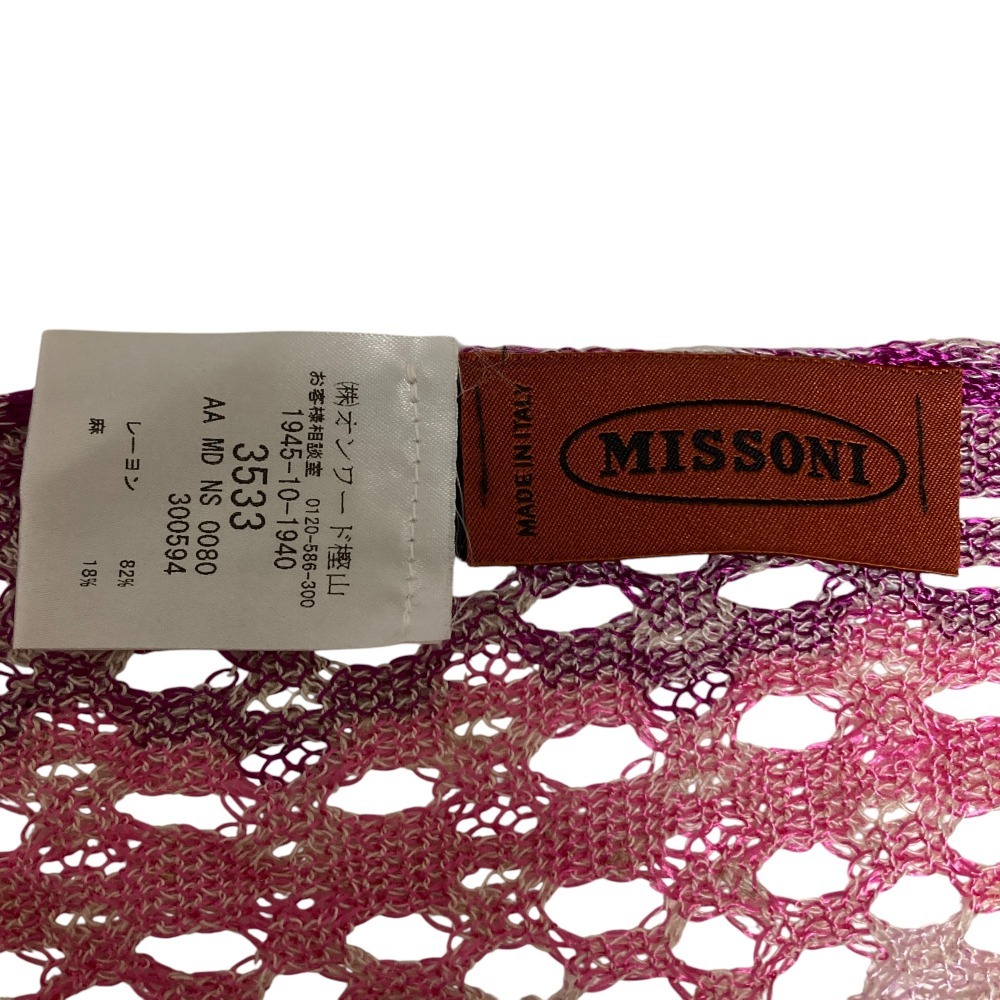 (株)オンワード樫山
お客様相談室 0120-586-300
1945-10-1940
3533
AA MD NS 0080
300594
レーヨン 82%
麻 18%
MADE IN ITALY
MISSONI